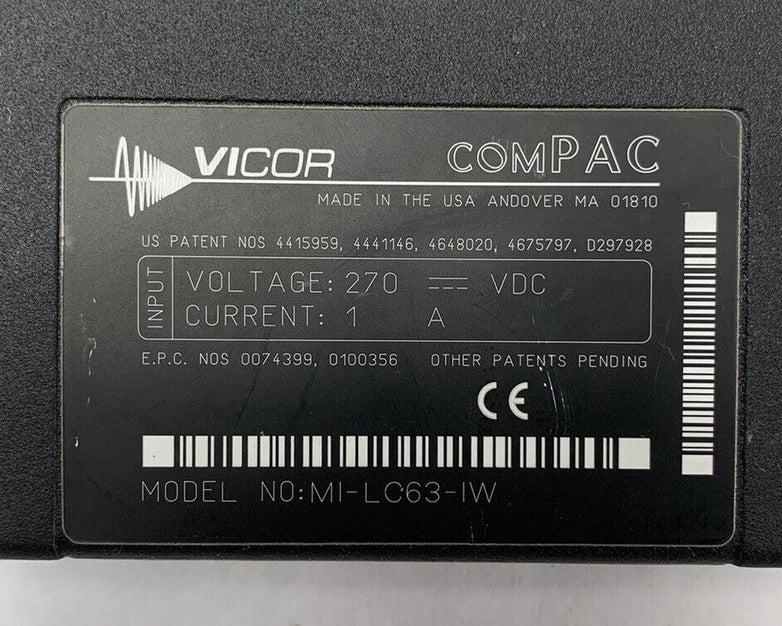 VICOR COMPAC
MADE IN THE USA ANDOVER MA 01810
US PATENT NOS 4415959, 4441146, 4648020, 4675797, D297928
INPUT
VOLTAGE: 270 ⎓ VDC
CURRENT: 1 A
E.P.C. NOS 0074399, 0100356 OTHER PATENTS PENDING
CE
MODEL NO:MI-LC63-IW